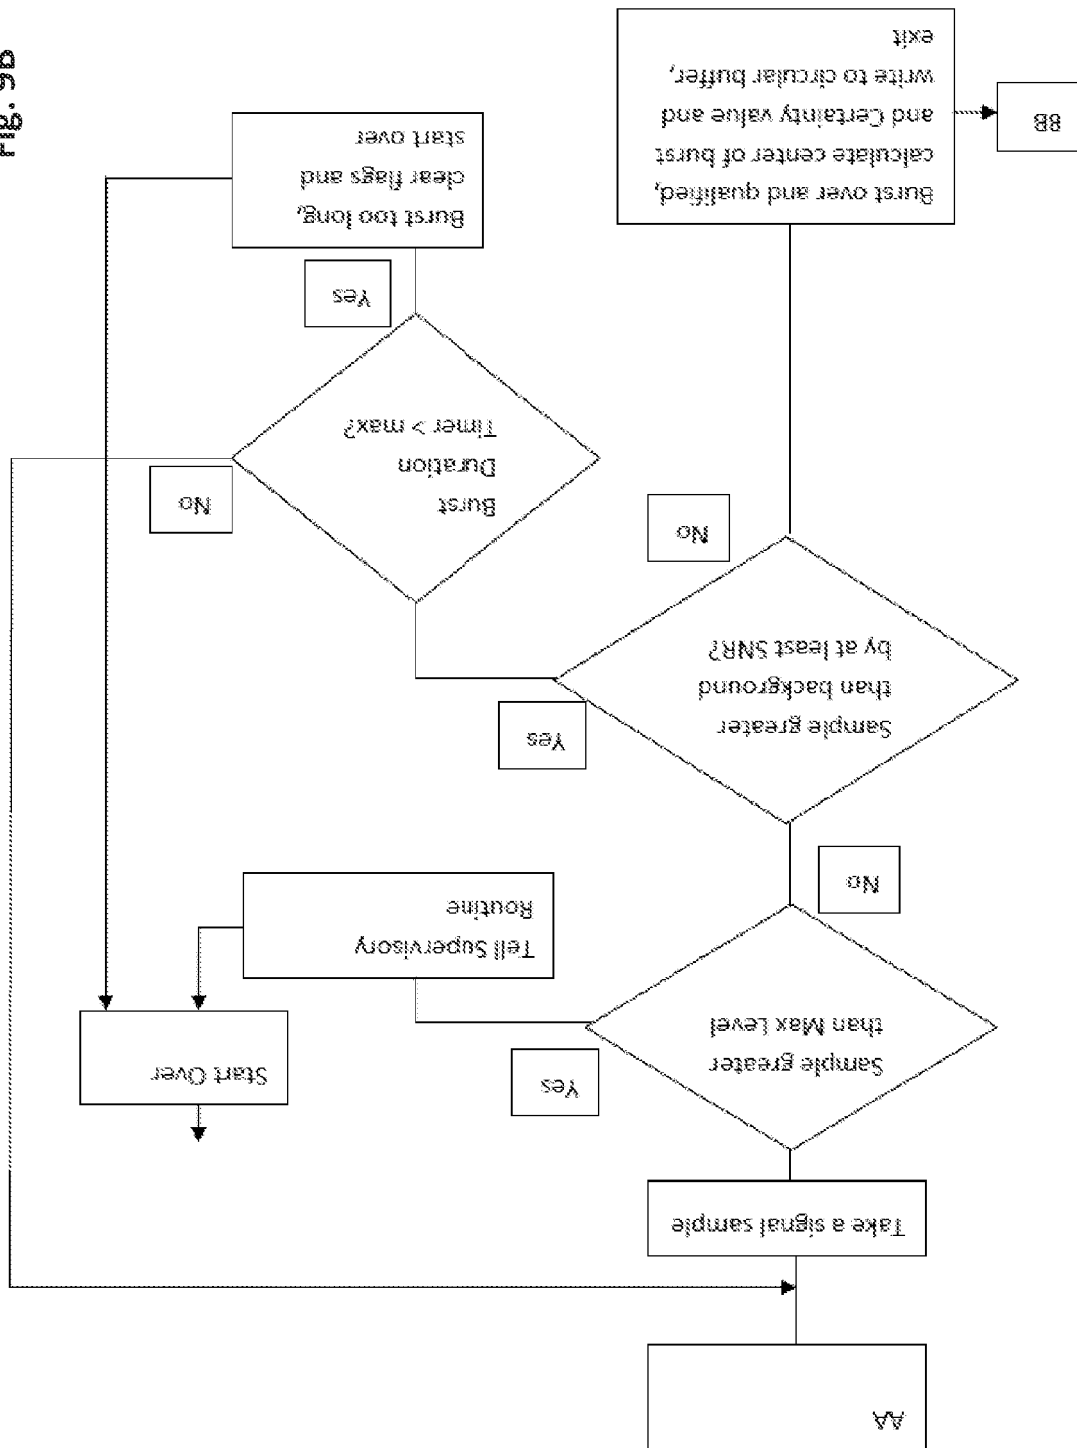 AA
Take a signal sample
Sample greater
than Max Level
Yes
Tell Supervisory
Routine
Start Over
No
Sample greater
than background
by at least SNR?
Yes
Burst
Duration
Timer > max?
No
Yes
Burst too long,
clear flags and
start over
No
Burst over and qualified,
calculate center of burst
and Certainty value and
write to circular buffer,
exit
BB
FIG. 9B